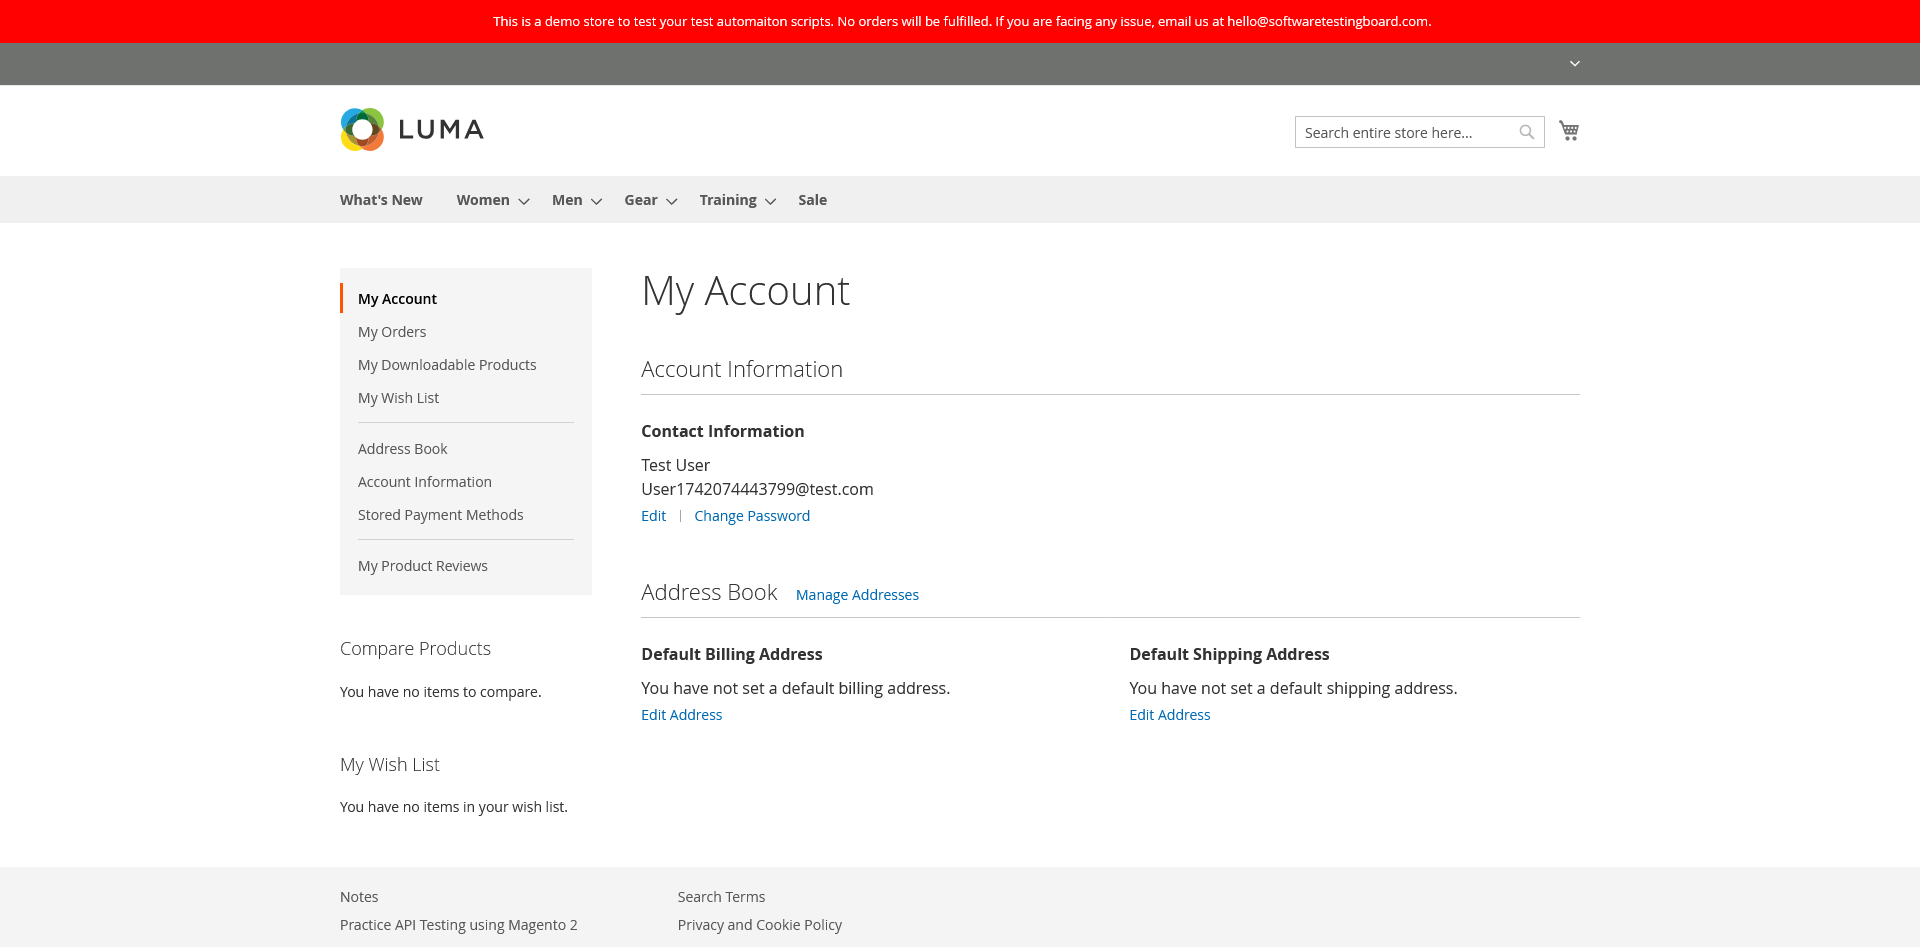 This is a demo store to test your test automaiton scripts. No orders will be fulfilled. If you are facing any issue, email us at hello@softwaretestingboard.com.
LUMA
Search entire store here...
What's New Women Men Gear Training Sale
My Account
My Orders
My Downloadable Products
My Wish List
Address Book
Account Information
Stored Payment Methods
My Product Reviews
Compare Products
You have no items to compare.
My Wish List
You have no items in your wish list.
My Account
Account Information
Contact Information
Test User
User1742074443799@test.com
Edit | Change Password
Address Book Manage Addresses
Default Billing Address
You have not set a default billing address.
Edit Address
Default Shipping Address
You have not set a default shipping address.
Edit Address
Notes
Practice API Testing using Magento 2
Search Terms
Privacy and Cookie Policy